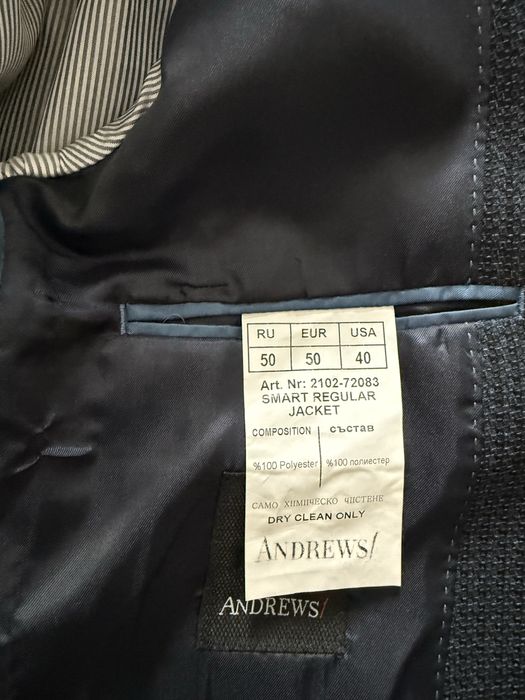 RU EUR USA
50 50 40
Art. Nr: 2102-72083
SMART REGULAR
JACKET
COMPOSITION състав
%100 Polyester %100 полиестер
САМО ХИМИЧЕСКО ЧИСТЕНЕ
DRY CLEAN ONLY
ANDREWS/
ANDREWS/